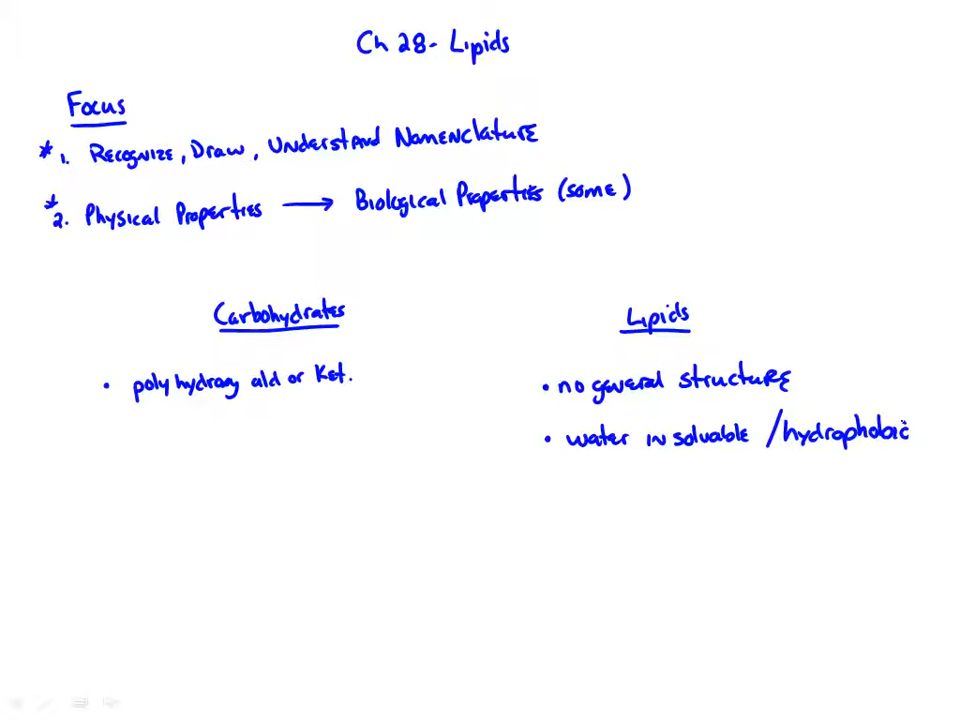 Ch 28- Lipids
Focus
* 1. Recognize, Draw, Understand Nomenclature
* 2. Physical Properties → Biological Properties (some)
Carbohydrates
Lipids
• polyhydroxy ald or Ket.
• no general structure
• water insoluable / hydrophobic